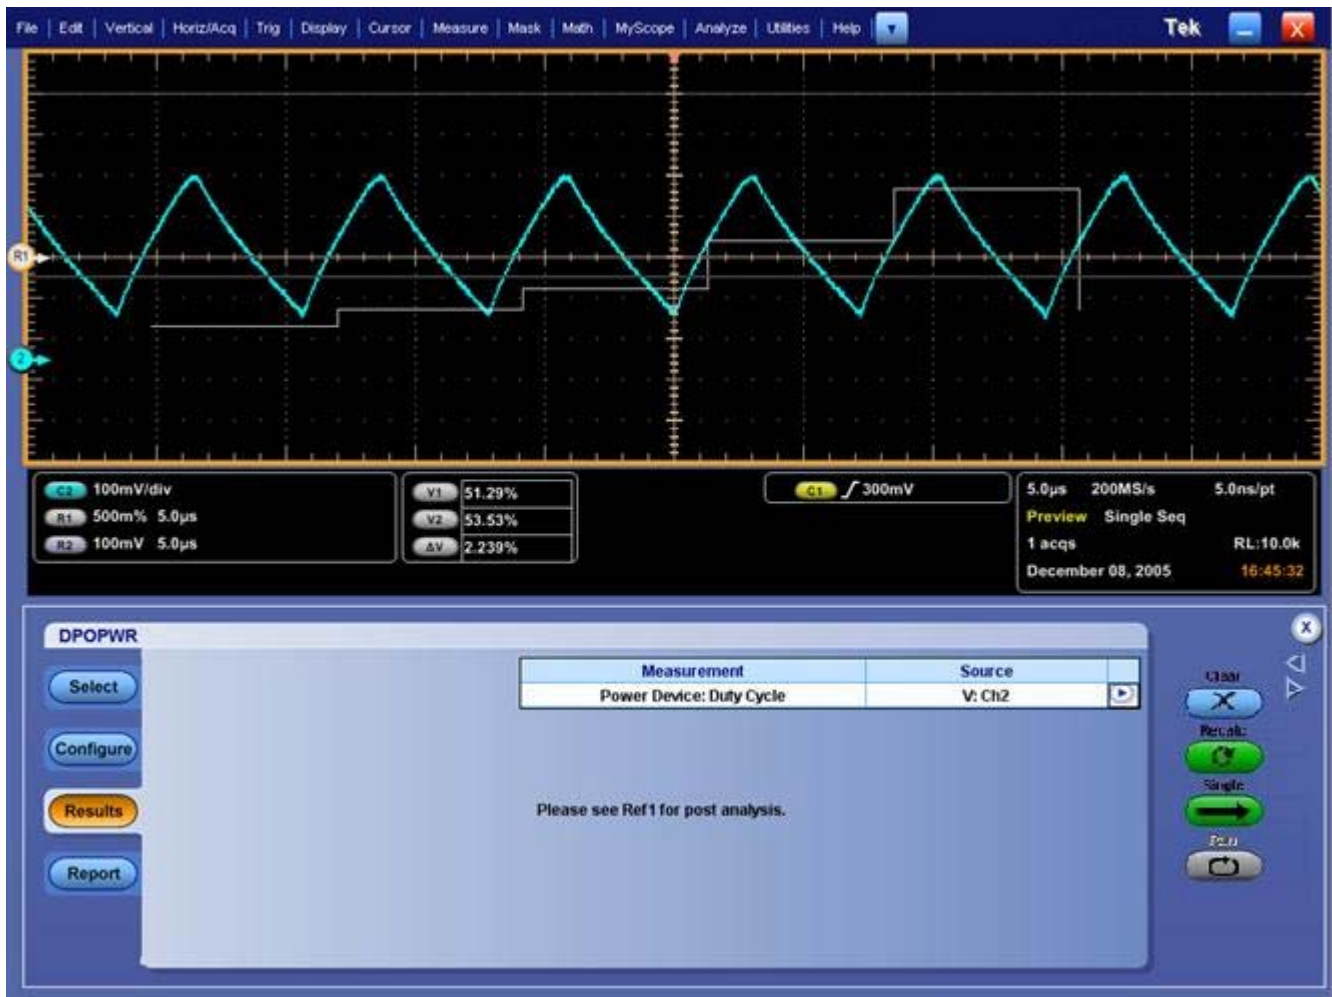 File | Edit | Vertical | Horiz/Acq | Trig | Display | Cursor | Measure | Mask | Math | MyScope | Analyze | Utilities | Help
Tek
X
R1
2
C2 100mV/div
R1 500m% 5.0µs
R2 100mV 5.0µs
V1 51.29%
V2 53.53%
ΔV 2.239%
C1 300mV
5.0µs 200MS/s 5.0ns/pt
Preview Single Seq
1 acqs RL:10.0k
December 08, 2005 16:45:32
DPOPWR
X
Select
Configure
Results
Report
Measurement Source
Power Device: Duty Cycle V: Ch2
Please see Ref1 for post analysis.
Clear
Recalc
Single
Run